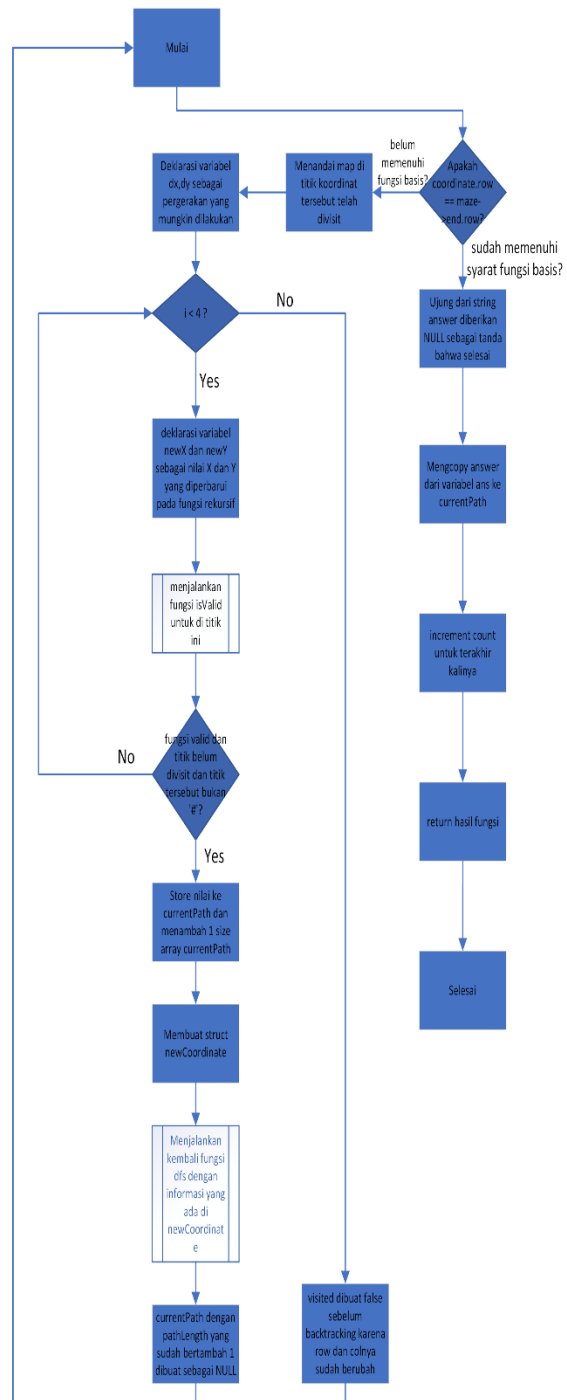 Mulai
Apakah
coordinate.row
== maze-
>end.row?
belum
memenuhi
fungsi basis?
sudah memenuhi
syarat fungsi basis?
Menandai map di
titik koordinat
tersebut telah
divisit
Deklarasi variabel
dx,dy sebagai
pergerakan yang
mungkin dilakukan
i < 4 ?
No
Yes
deklarasi variabel
newX dan newY
sebagai nilai X dan Y
yang diperbarui
pada fungsi rekursif
menjalankan
fungsi isValid
untuk di titik
ini
fungsi valid dan
titik belum
divisit dan titik
tersebut bukan
'#'?
No
Yes
Store nilai ke
currentPath dan
menambah 1 size
array currentPath
Membuat struct
newCoordinate
Menjalankan
kembali fungsi
dfs dengan
informasi yang
ada di
newCoordinat
e
currentPath dengan
pathLength yang
sudah bertambah 1
dibuat sebagai NULL
visited dibuat false
sebelum
backtracking karena
row dan colnya
sudah berubah
Ujung dari string
answer diberikan
NULL sebagai tanda
bahwa selesai
Mengcopy answer
dari variabel ans ke
currentPath
increment count
untuk terakhir
kalinya
return hasil fungsi
Selesai